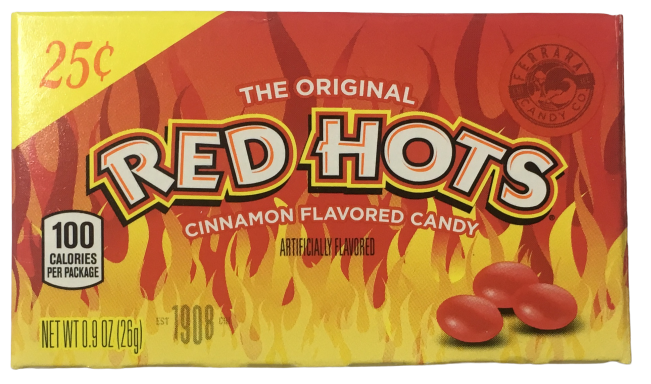 25¢
FERRARA
CANDY CO.
THE ORIGINAL
RED HOTS®
CINNAMON FLAVORED CANDY
ARTIFICIALLY FLAVORED
100
CALORIES
PER PACKAGE
NET WT 0.9 OZ (26g)
EST 1908